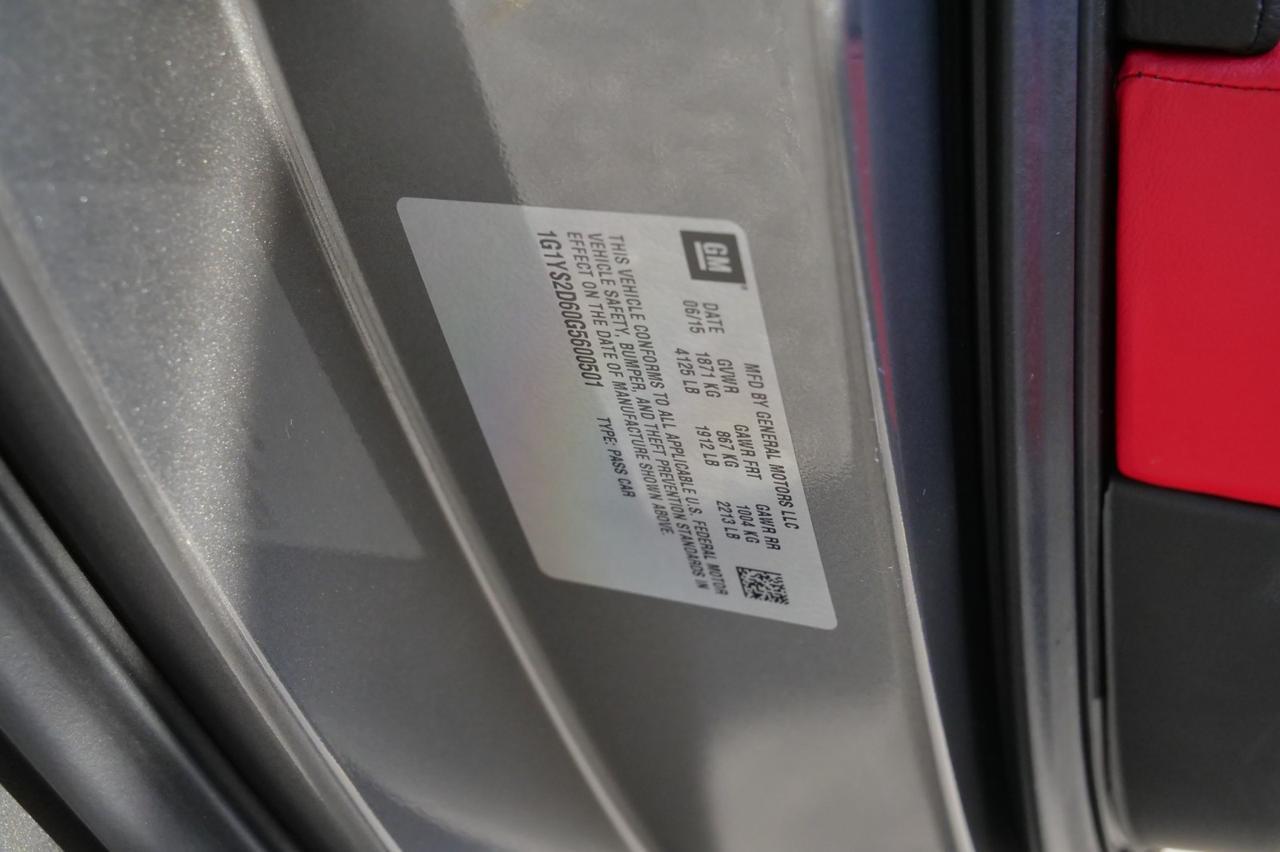 GM
MFD BY GENERAL MOTORS LLC
DATE GVWR GAWR FRT GAWR RR
06/15 1871 KG 867 KG 1004 KG
4125 LB 1912 LB 2213 LB
THIS VEHICLE CONFORMS TO ALL APPLICABLE U.S. FEDERAL MOTOR
VEHICLE SAFETY, BUMPER, AND THEFT PREVENTION STANDARDS IN
EFFECT ON THE DATE OF MANUFACTURE SHOWN ABOVE.
1G1YS2D60G5600501 TYPE: PASS CAR